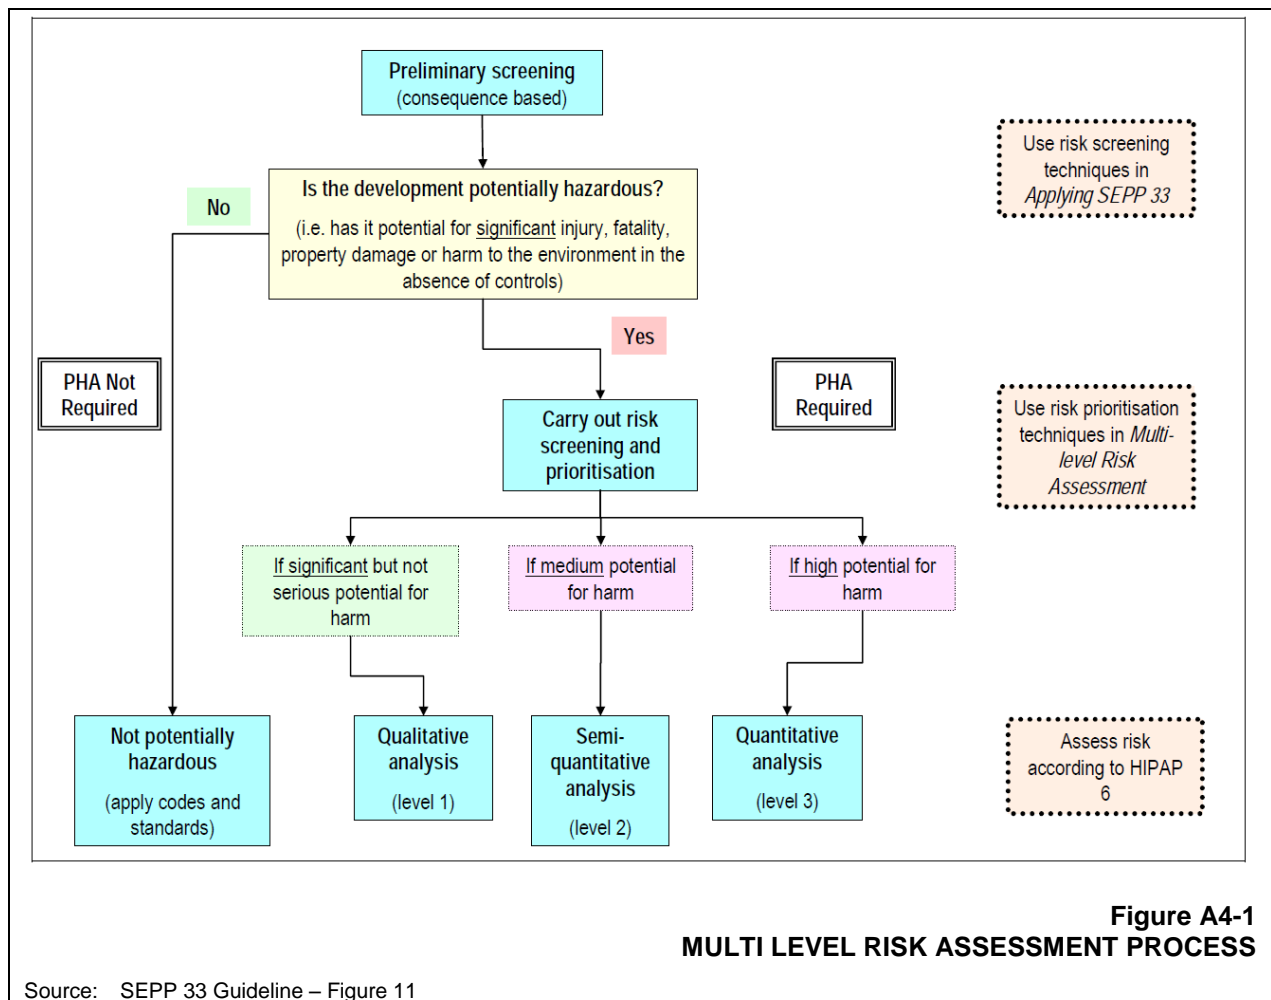 Preliminary screening
(consequence based)
Use risk screening
techniques in
Applying SEPP 33
Is the development potentially hazardous?
(i.e. has it potential for significant injury, fatality,
property damage or harm to the environment in the
absence of controls)
No
Yes
PHA Not
Required
PHA
Required
Carry out risk
screening and
prioritisation
Use risk prioritisation
techniques in Multi-
level Risk
Assessment
If significant but not
serious potential for
harm
If medium potential
for harm
If high potential for
harm
Not potentially
hazardous
(apply codes and
standards)
Qualitative
analysis
(level 1)
Semi-
quantitative
analysis
(level 2)
Quantitative
analysis
(level 3)
Assess risk
according to HIPAP
6
Figure A4-1
MULTI LEVEL RISK ASSESSMENT PROCESS
Source: SEPP 33 Guideline – Figure 11